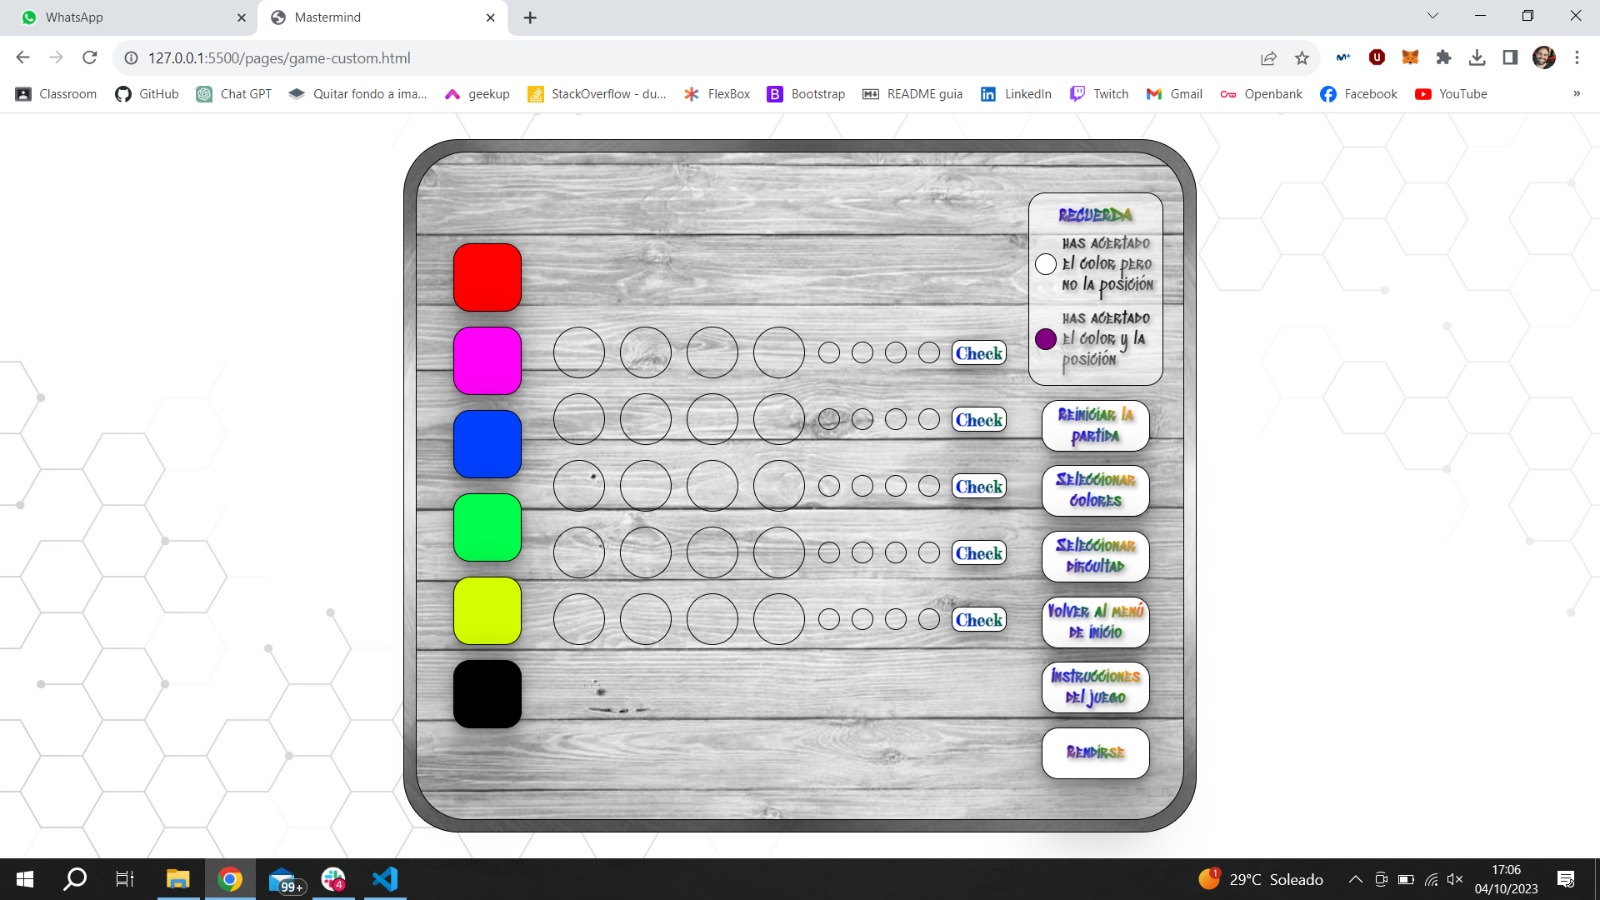 WhatsApp
Mastermind
127.0.0.1:5500/pages/game-custom.html
Classroom
GitHub
Chat GPT
Quitar fondo a ima...
geekup
StackOverflow - du...
FlexBox
Bootstrap
README guia
LinkedIn
Twitch
Gmail
Openbank
Facebook
YouTube
»
RECUERDA
HAS ACERTADO
El color pero
no la posición
HAS ACERTADO
El color y la
posición
Check
Check
Check
Check
Check
Reiniciar la
partida
Seleccionar
colores
Seleccionar
dificultad
Volver al menú
de inicio
Instrucciones
del juego
Rendirse
99+
4
1
29°C Soleado
17:06
04/10/2023